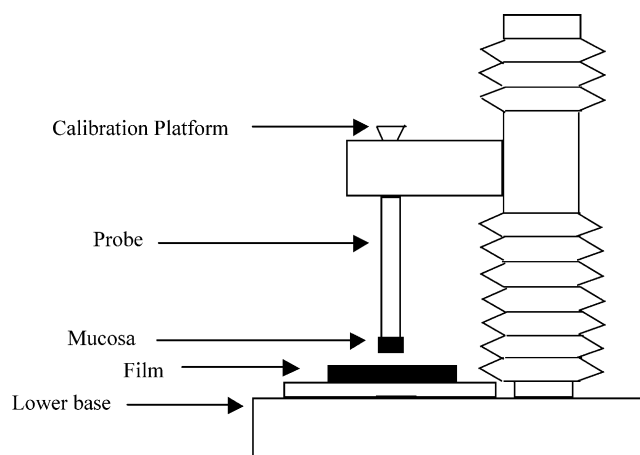 Calibration Platform
Probe
Mucosa
Film
Lower base